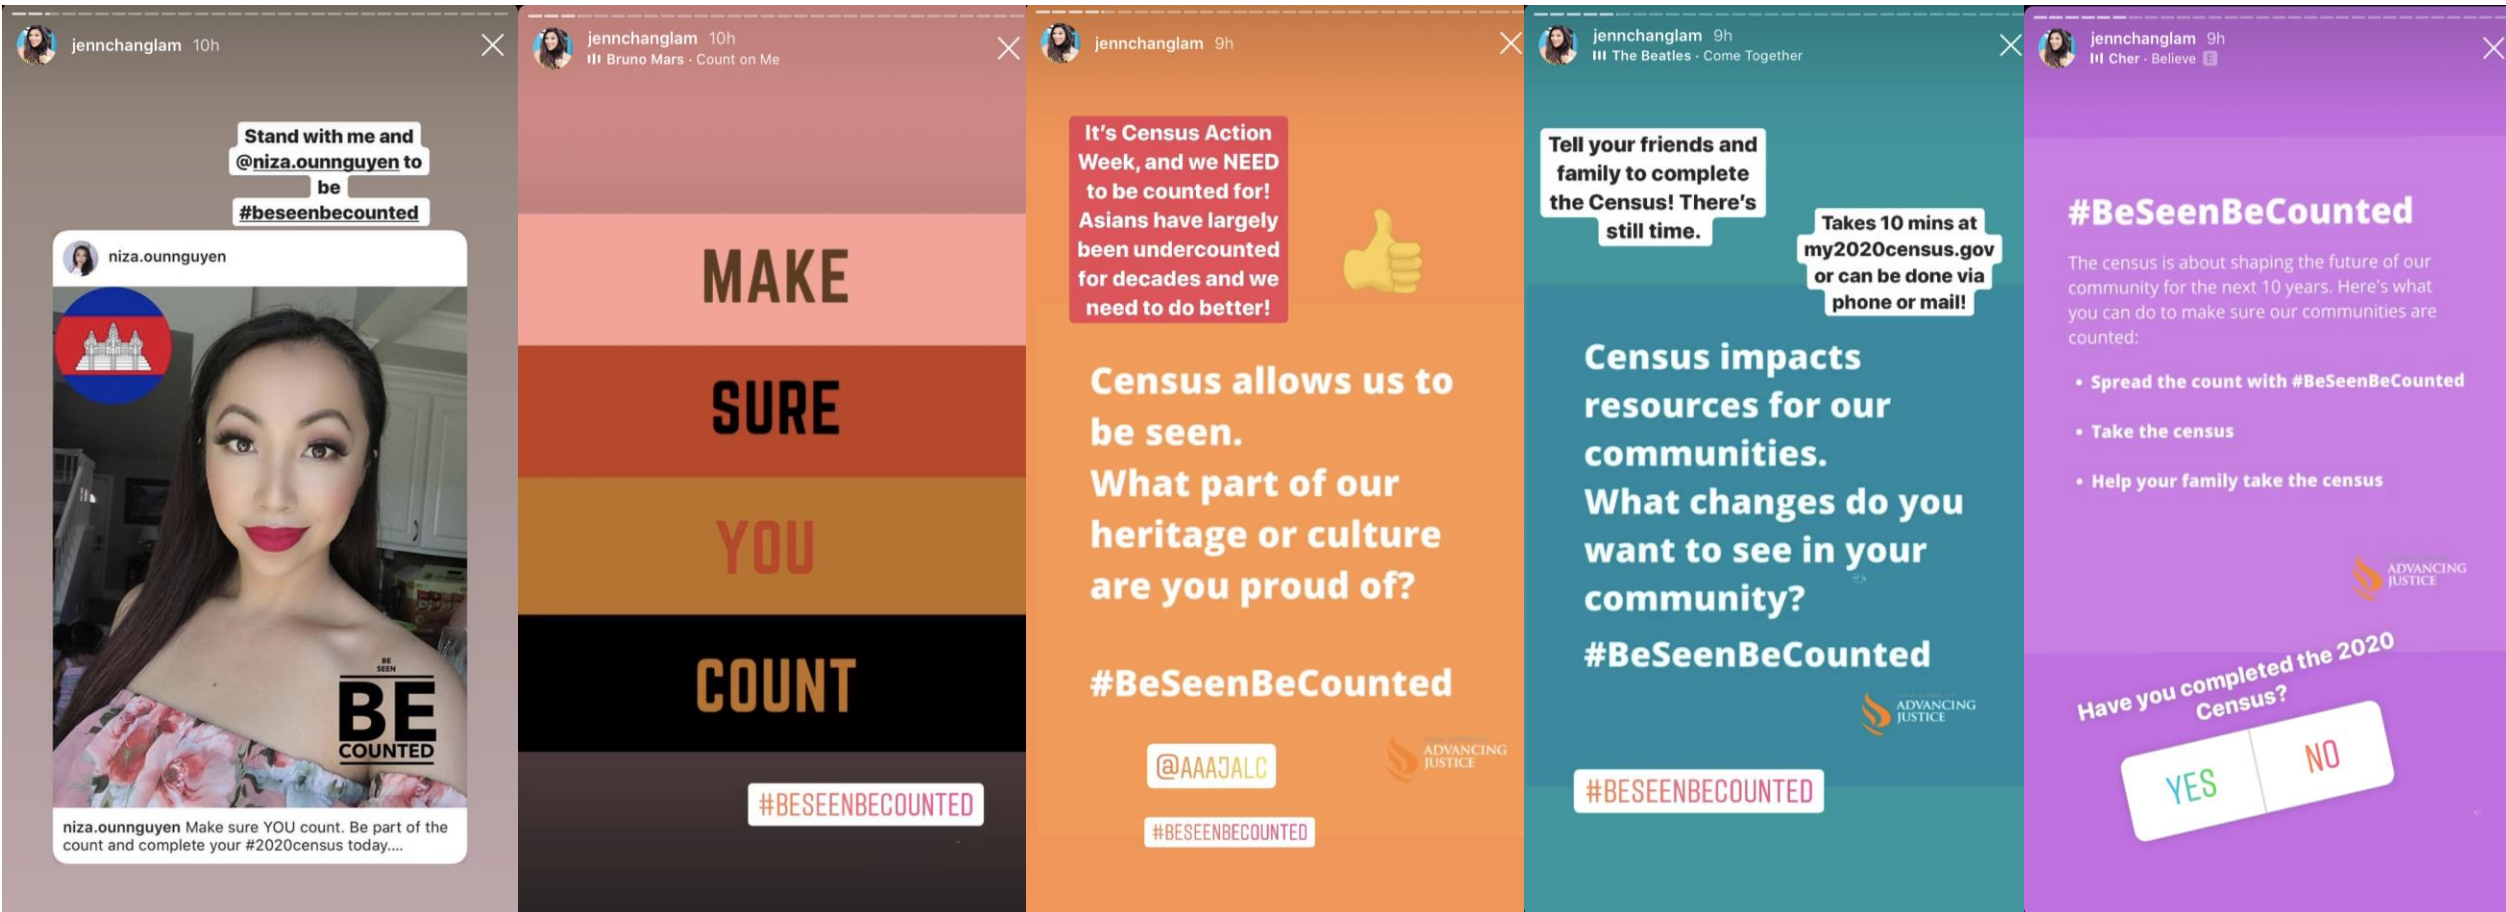 jennchanglam 10h
Stand with me and
@niza.ounnguyen to
be
#beseenbecounted
niza.ounnguyen
BE
SEEN
BE
COUNTED
niza.ounnguyen Make sure YOU count. Be part of the
count and complete your #2020census today....
jennchanglam 10h
Bruno Mars · Count on Me
MAKE
SURE
YOU
COUNT
#BESEENBECOUNTED
jennchanglam 9h
It's Census Action
Week, and we NEED
to be counted for!
Asians have largely
been undercounted
for decades and we
need to do better!
Census allows us to
be seen.
What part of our
heritage or culture
are you proud of?
#BeSeenBeCounted
@AAAJALC
ADVANCING
JUSTICE
#BESEENBECOUNTED
jennchanglam 9h
The Beatles · Come Together
Tell your friends and
family to complete
the Census! There's
still time.
Takes 10 mins at
my2020census.gov
or can be done via
phone or mail!
Census impacts
resources for our
communities.
What changes do you
want to see in your
community?
#BeSeenBeCounted
ADVANCING
JUSTICE
#BESEENBECOUNTED
jennchanglam 9h
Cher · Believe E
#BeSeenBeCounted
The census is about shaping the future of our
community for the next 10 years. Here's what
you can do to make sure our communities are
counted:
• Spread the count with #BeSeenBeCounted
• Take the census
• Help your family take the census
ADVANCING
JUSTICE
Have you completed the 2020
Census?
YES
NO